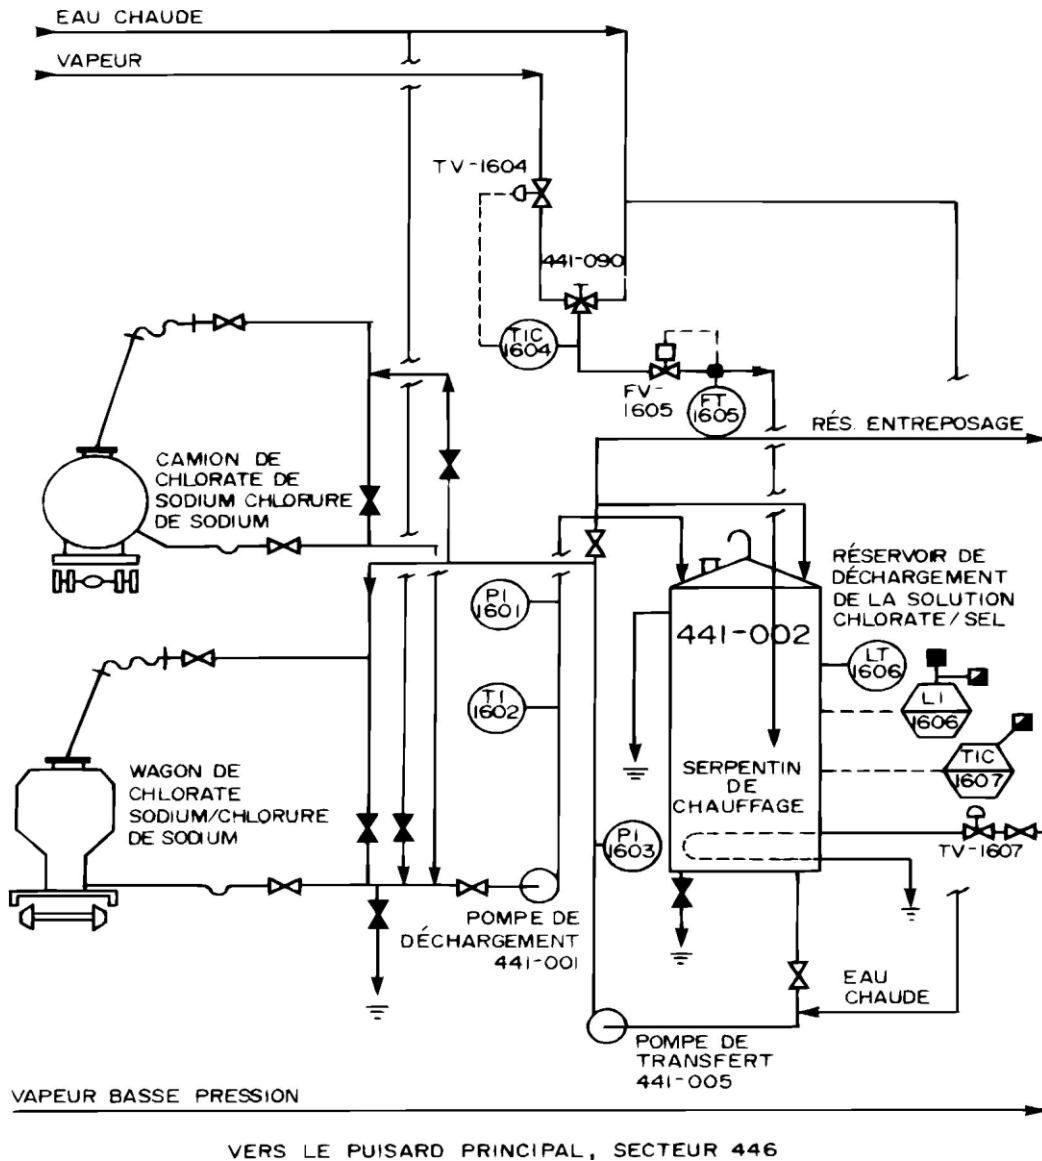 EAU CHAUDE
VAPEUR
TV-1604
441-090
TIC
1604
FV-
1605
FT
1605
RÉS. ENTREPOSAGE
CAMION DE
CHLORATE DE
SODIUM CHLORURE
DE SODIUM
RÉSERVOIR DE
DÉCHARGEMENT
DE LA SOLUTION
CHLORATE/SEL
PI
1601
441-002
LT
1606
TI
1602
LI
1606
TIC
1607
WAGON DE
CHLORATE
SODIUM/CHLORURE
DE SODIUM
SERPENTIN
DE
CHAUFFAGE
PI
1603
TV-1607
POMPE DE
DÉCHARGEMENT
441-001
EAU
CHAUDE
POMPE DE
TRANSFERT
441-005
VAPEUR BASSE PRESSION
VERS LE PUISARD PRINCIPAL, SECTEUR 446